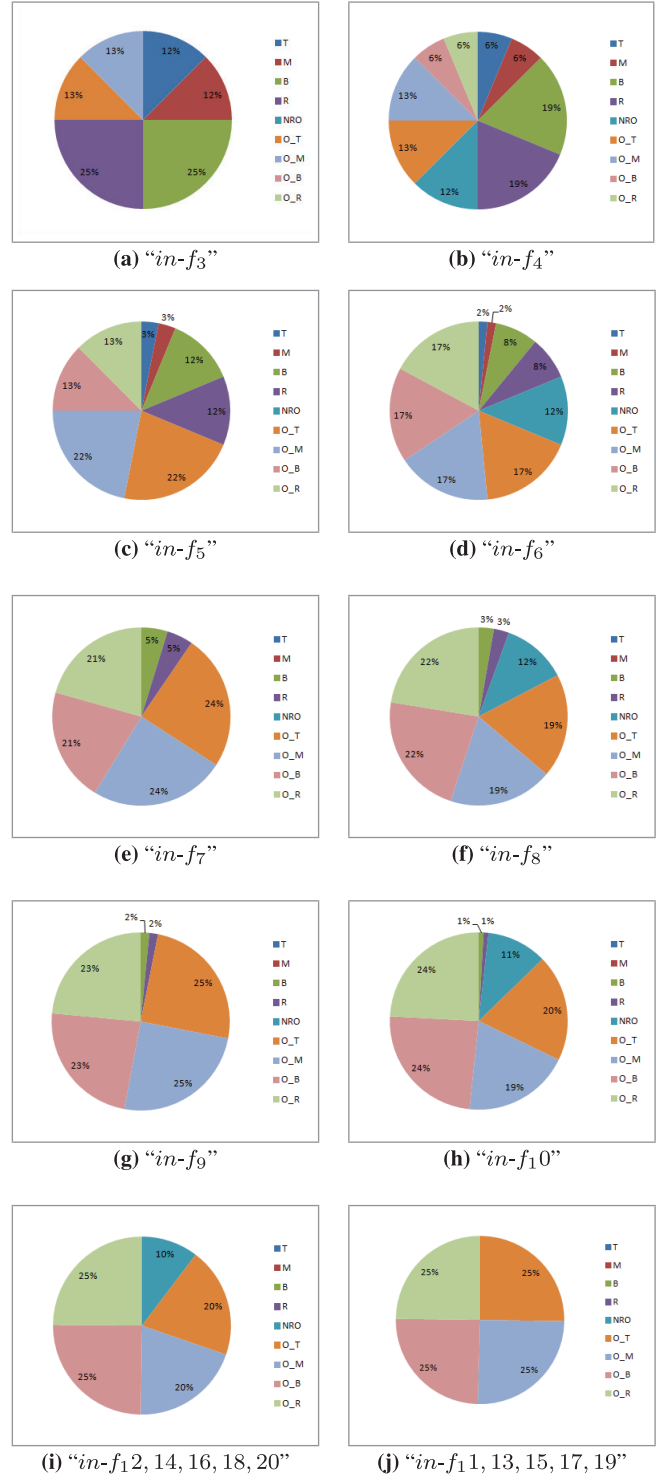 13% 12% T
M
13% 12% B
R
NRO
O_T
25% 25% O_M
O_B
O_R
(a) "in-f3"
6% 6% T
6% 6% M
13% 19% B
R
NRO
13% 19% O_T
12% O_M
O_B
O_R
(b) "in-f4"
3%
13% 3% T
M
12% B
13% R
12% NRO
O_T
22% 22% O_M
O_B
O_R
(c) "in-f5"
2% 2%
17% 8% T
8% M
B
R
17% 12% NRO
O_T
17% 17% O_M
O_B
O_R
(d) "in-f6"
21% 5% 5% T
M
B
R
24% NRO
21% O_T
24% O_M
O_B
O_R
(e) "in-f7"
3% 3%
22% 12% T
M
B
R
19% NRO
22% O_T
19% O_M
O_B
O_R
(f) "in-f8"
2% 2%
23% 25% T
M
B
R
NRO
23% 25% O_T
O_M
O_B
O_R
(g) "in-f9"
1% 1%
24% 11% T
M
B
20% R
NRO
24% 19% O_T
O_M
O_B
O_R
(h) "in-f10"
25% 10% T
M
B
20% R
NRO
25% 20% O_T
O_M
O_B
O_R
(i) "in-f12, 14, 16, 18, 20"
25% 25% T
M
B
R
NRO
25% 25% O_T
O_M
O_B
O_R
(j) "in-f11, 13, 15, 17, 19"